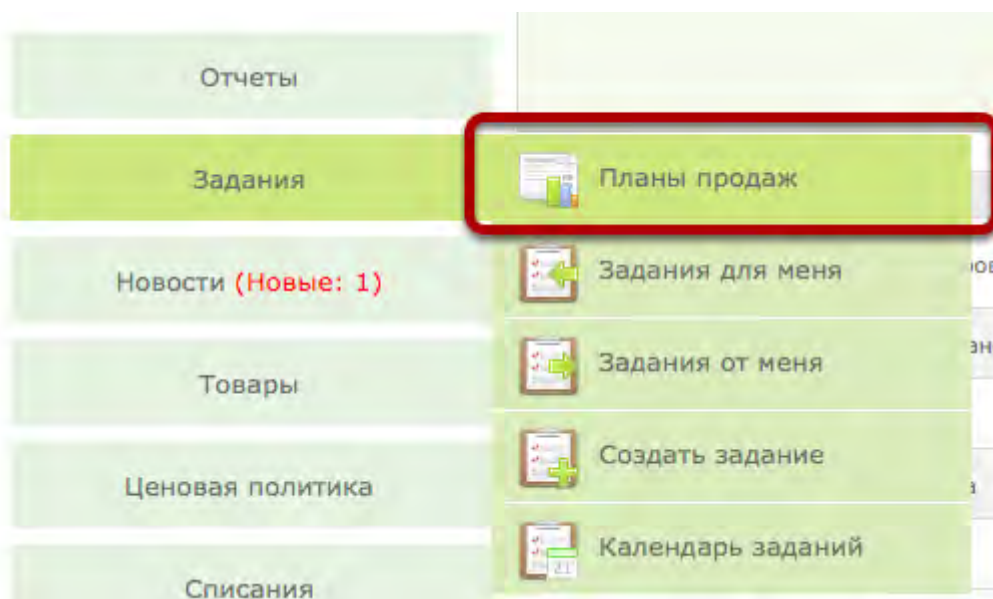 Отчеты
Задания
Планы продаж
Новости (Новые: 1)
Задания для меня
Товары
Задания от меня
Ценовая политика
Создать задание
Списания
Календарь заданий
21